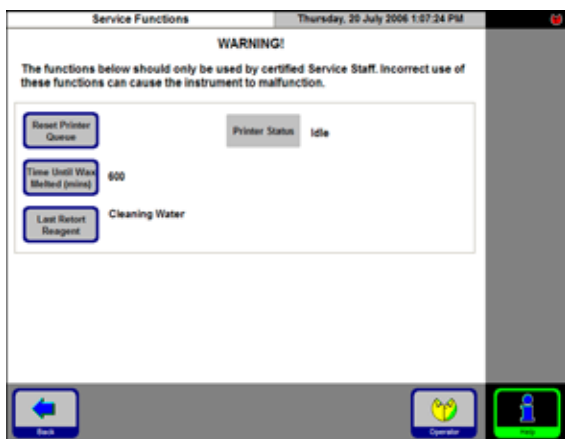 Service Functions
Thursday, 20 July 2006 1:07:24 PM
WARNING!
The functions below should only be used by certified Service Staff. Incorrect use of
these functions can cause the instrument to malfunction.
Reset Printer
Queue
Printer Status
Idle
Time Until Wax
Melted (mins)
600
Last Retort
Reagent
Cleaning Water
Back
Operator
Help